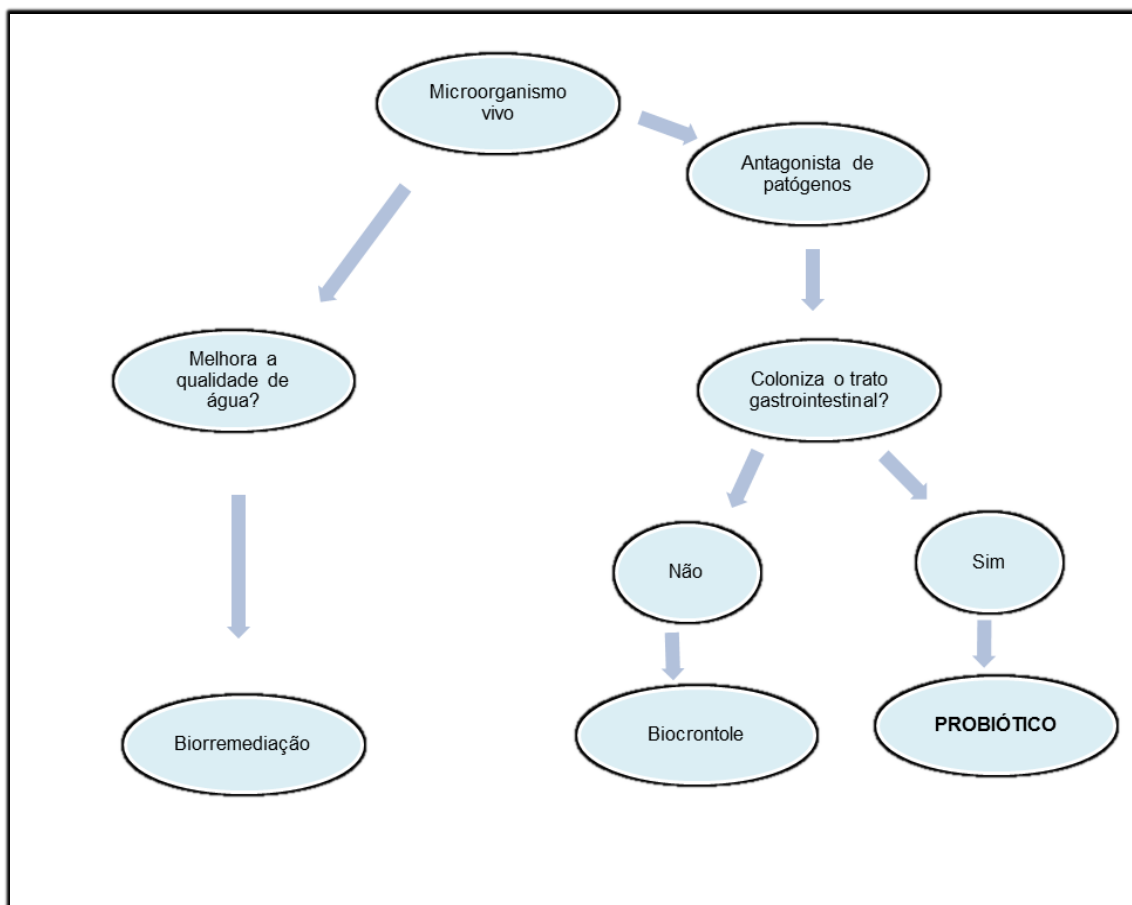 Microorganismo
vivo
Antagonista de
patógenos
Melhora a
qualidade de
água?
Coloniza o trato
gastrointestinal?
Não
Sim
Biorremediação
Biocrontole
PROBIÓTICO